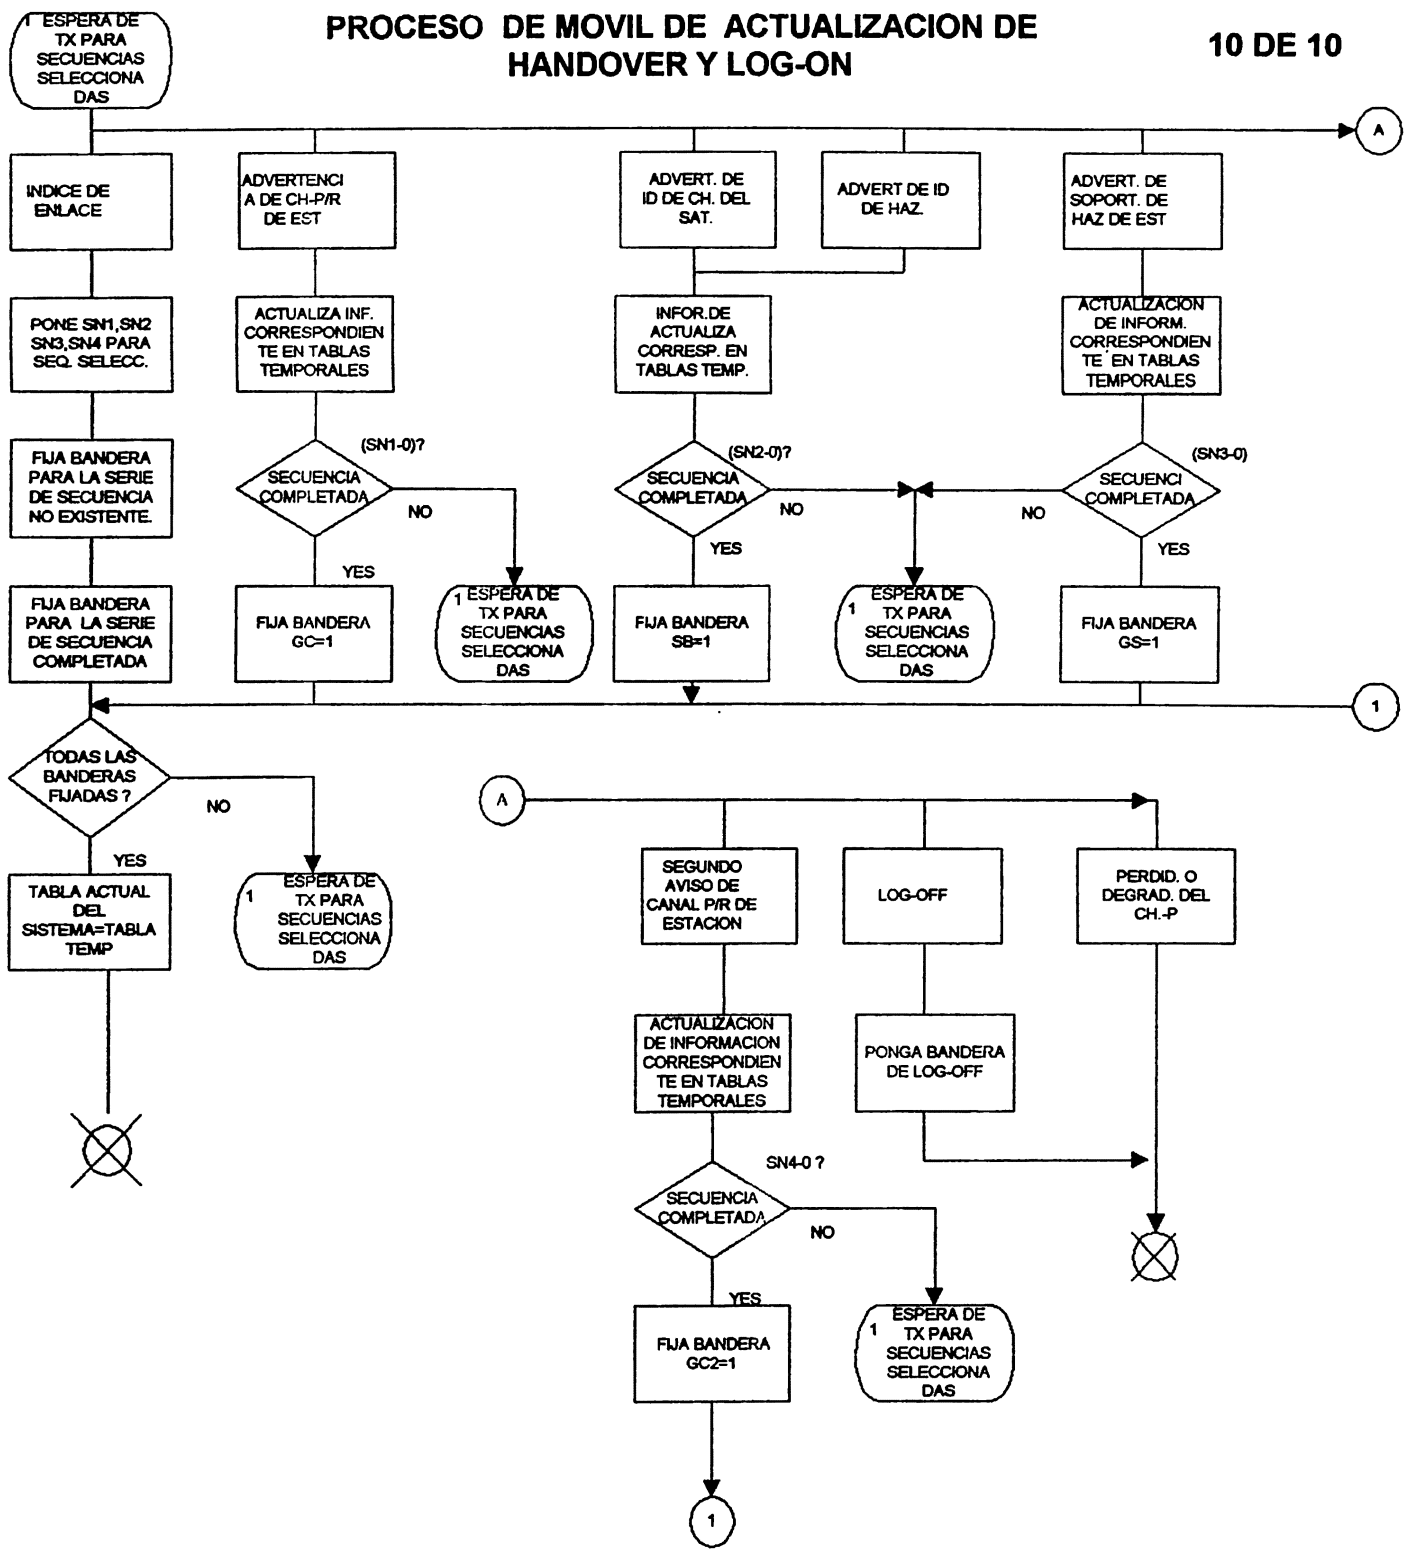 PROCESO DE MOVIL DE ACTUALIZACION DE
HANDOVER Y LOG-ON
10 DE 10
1 ESPERA DE
TX PARA
SECUENCIAS
SELECCIONA
DAS
A
INDICE DE
ENLACE
ADVERTENCI
A DE CH-P/R
DE EST
ADVERT. DE
ID DE CH. DEL
SAT.
ADVERT DE ID
DE HAZ.
ADVERT. DE
SOPORT. DE
HAZ DE EST
PONE SN1,SN2
SN3,SN4 PARA
SEQ. SELECC.
ACTUALIZA INF.
CORRESPONDIEN
TE EN TABLAS
TEMPORALES
INFOR.DE
ACTUALIZA
CORRESP. EN
TABLAS TEMP.
ACTUALIZACION
DE INFORM.
CORRESPONDIEN
TE EN TABLAS
TEMPORALES
FIJA BANDERA
PARA LA SERIE
DE SECUENCIA
NO EXISTENTE.
(SN1-0)?
SECUENCIA
COMPLETADA
NO
YES
(SN2-0)?
SECUENCIA
COMPLETADA
NO
YES
(SN3-0)
SECUENCI
COMPLETADA
NO
YES
FIJA BANDERA
PARA LA SERIE
DE SECUENCIA
COMPLETADA
FIJA BANDERA
GC=1
1 ESPERA DE
TX PARA
SECUENCIAS
SELECCIONA
DAS
FIJA BANDERA
SB=1
1 ESPERA DE
TX PARA
SECUENCIAS
SELECCIONA
DAS
FIJA BANDERA
GS=1
1
TODAS LAS
BANDERAS
FIJADAS ?
NO
YES
TABLA ACTUAL
DEL
SISTEMA=TABLA
TEMP
1 ESPERA DE
TX PARA
SECUENCIAS
SELECCIONA
DAS
A
SEGUNDO
AVISO DE
CANAL P/R DE
ESTACION
LOG-OFF
PERDID. O
DEGRAD. DEL
CH.-P
ACTUALIZACION
DE INFORMACION
CORRESPONDIEN
TE EN TABLAS
TEMPORALES
PONGA BANDERA
DE LOG-OFF
SN4-0 ?
SECUENCIA
COMPLETADA
NO
YES
FIJA BANDERA
GC2=1
1 ESPERA DE
TX PARA
SECUENCIAS
SELECCIONA
DAS
1